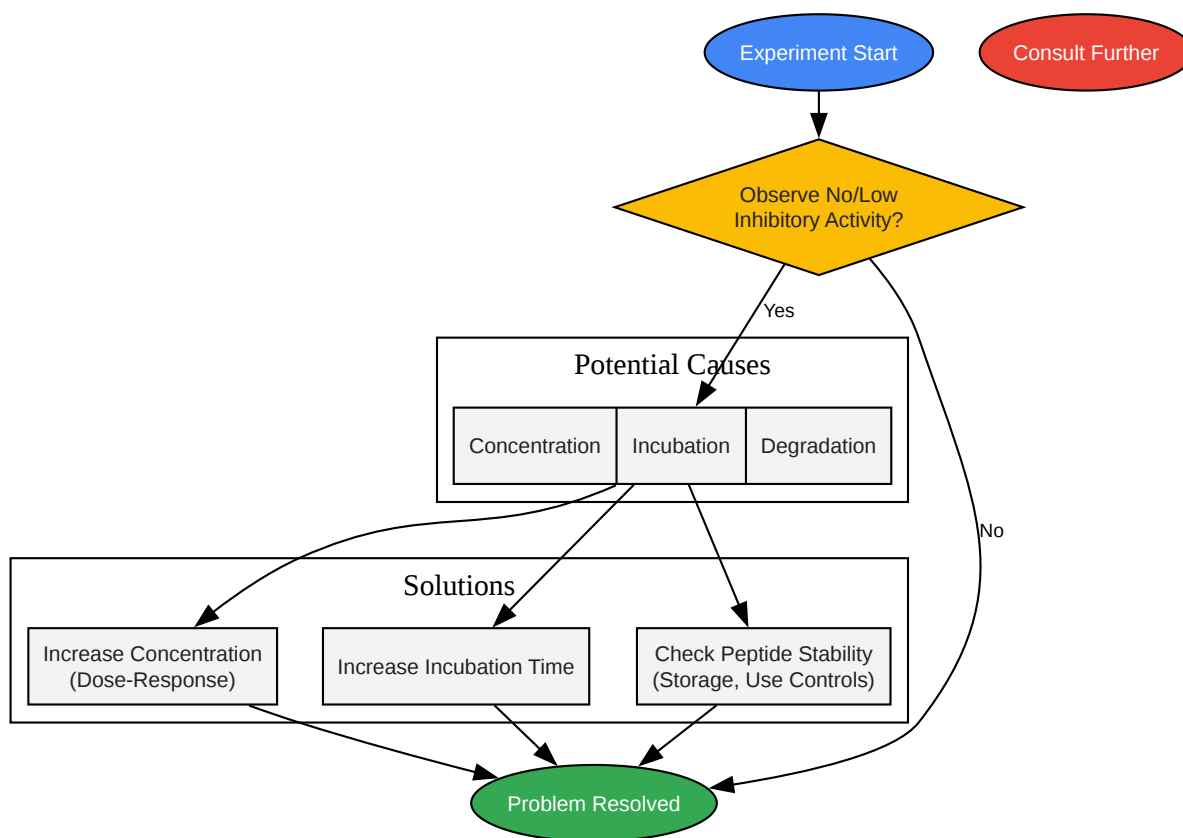 Experiment Start
Consult Further
Observe No/Low
Inhibitory Activity?
Yes
Potential Causes
Concentration
Incubation
Degradation
No
Solutions
Increase Concentration
(Dose-Response)
Increase Incubation Time
Check Peptide Stability
(Storage, Use Controls)
Problem Resolved